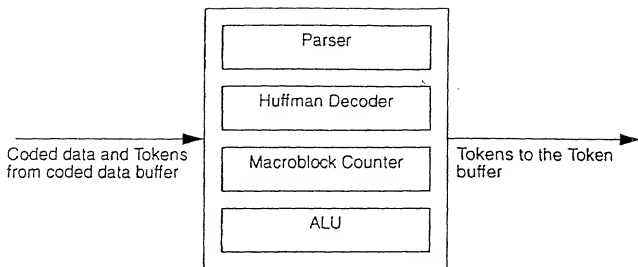 Parser
Huffman Decoder
Coded data and Tokens
from coded data buffer
Macroblock Counter
Tokens to the Token
buffer
ALU